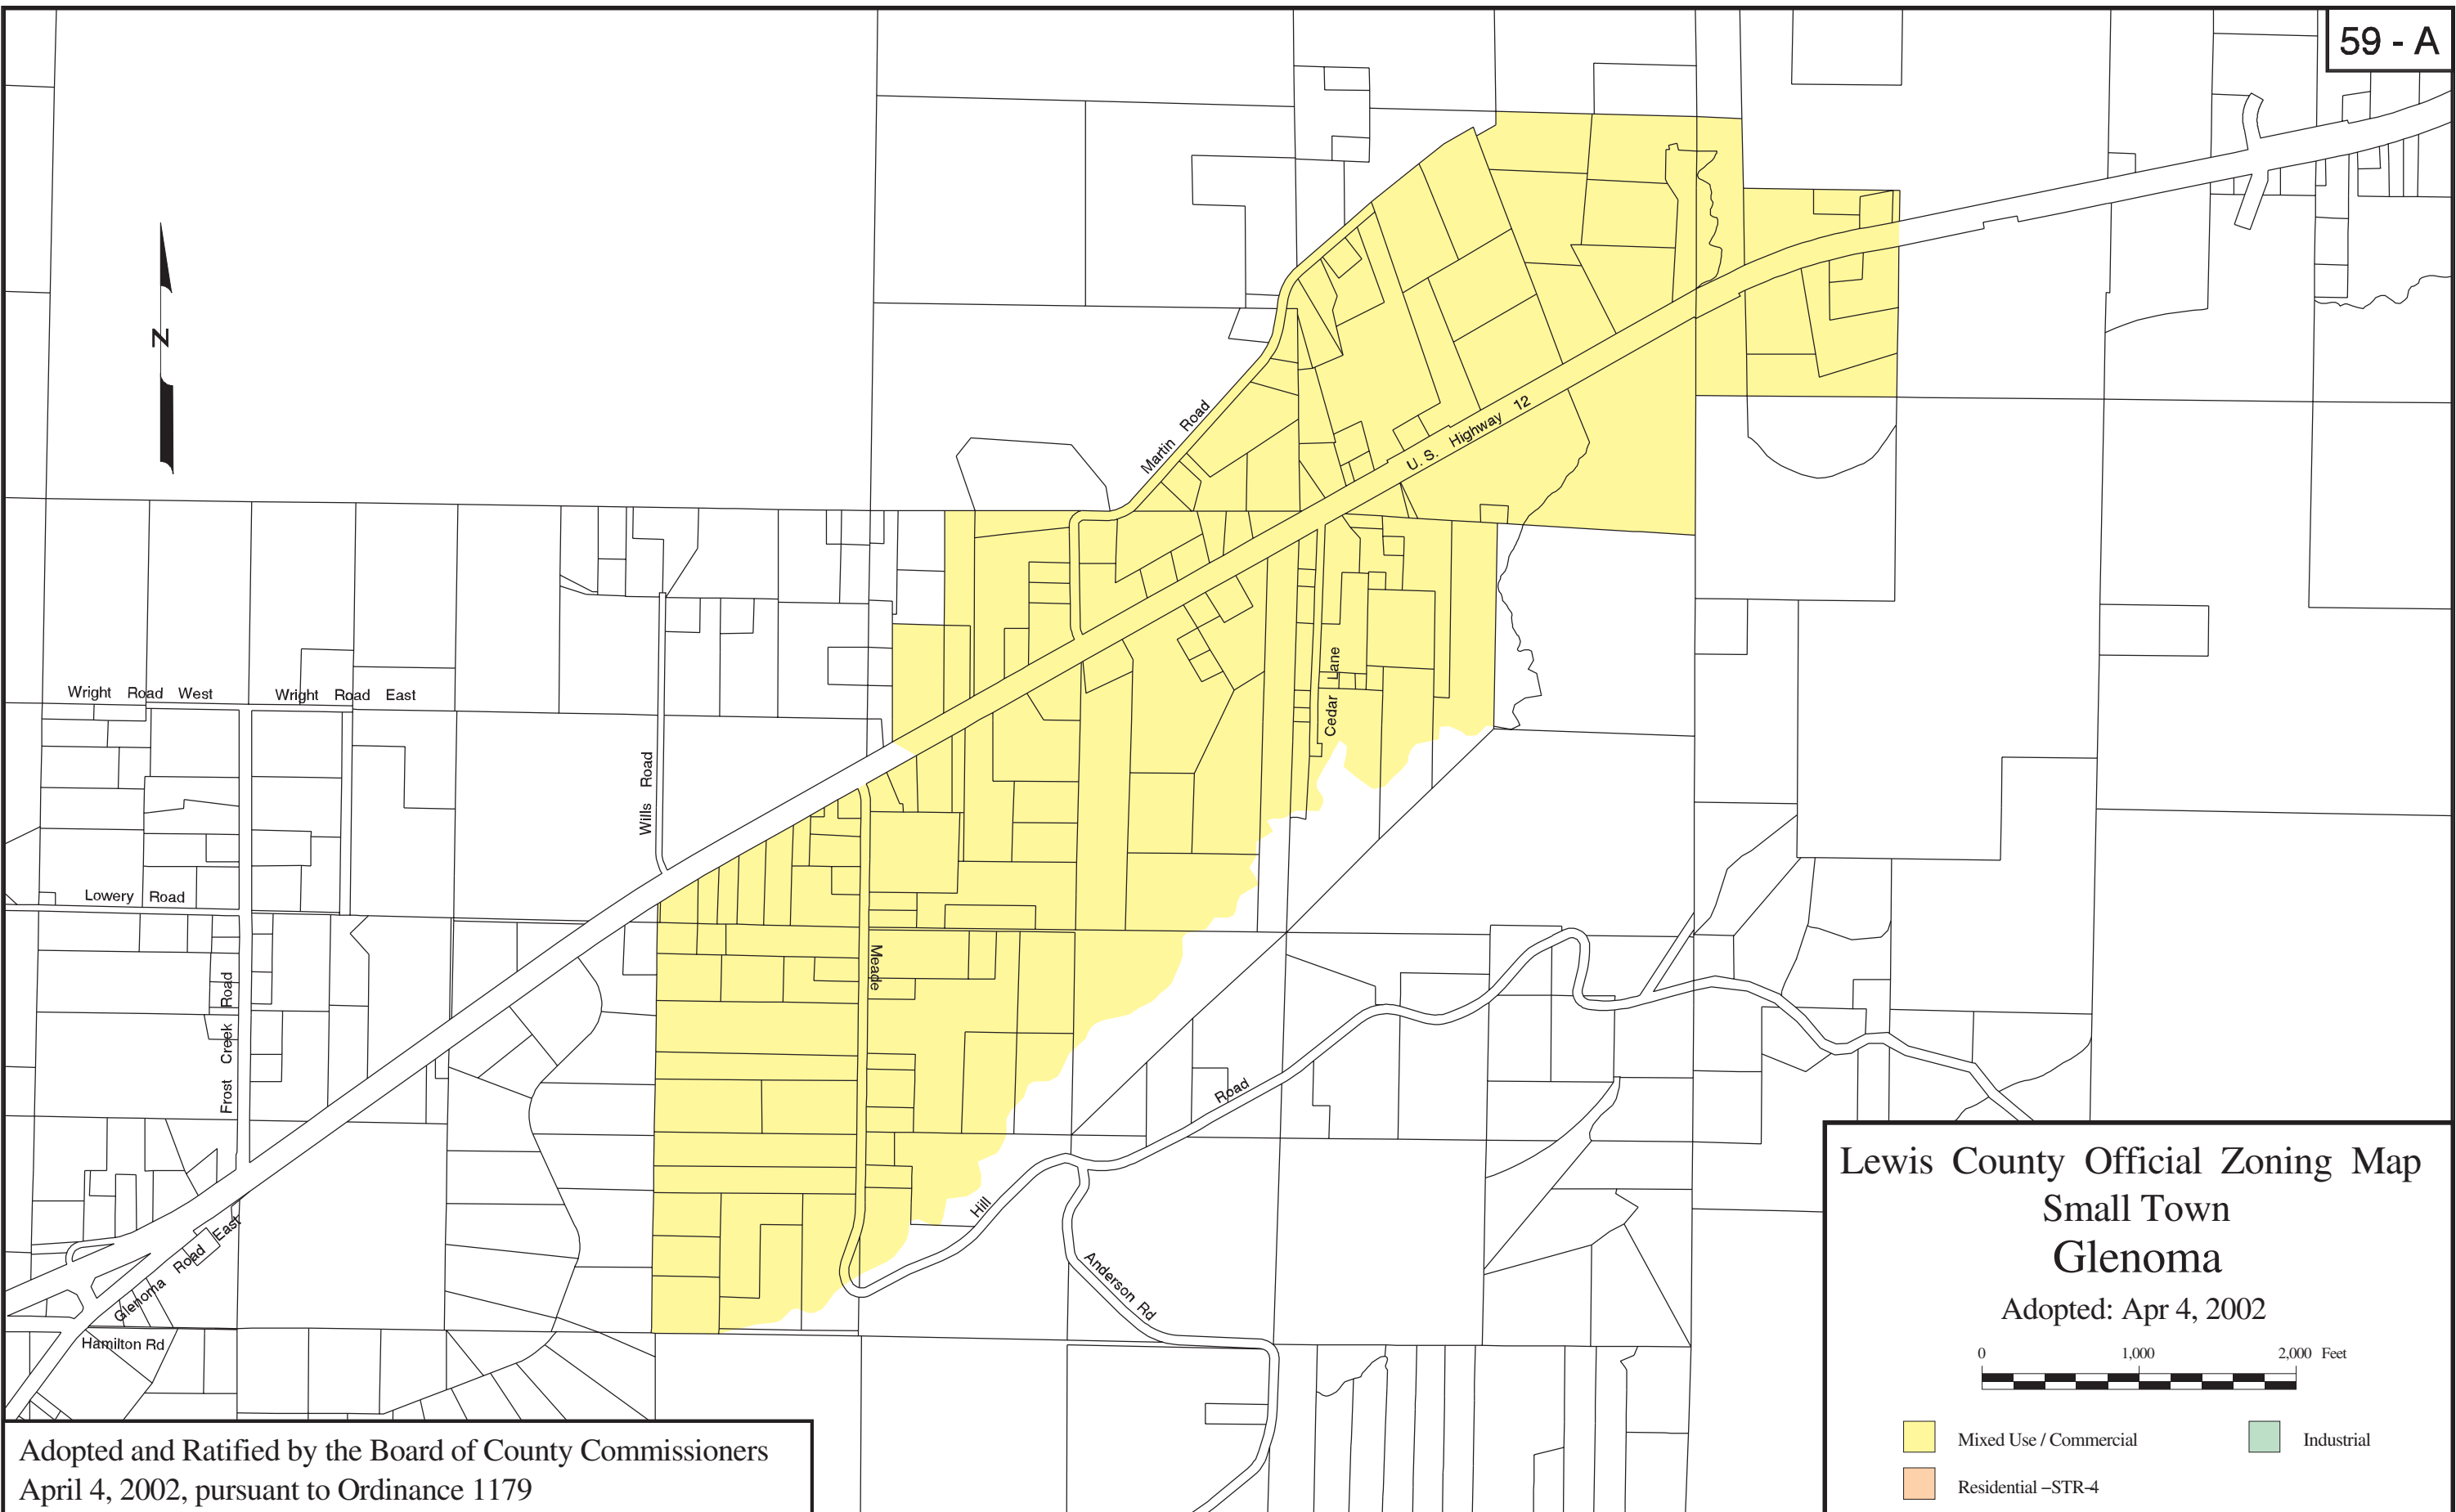 59 - A
N
Martin Road
U. S. Highway 12
Wright Road West
Wright Road East
Cedar Lane
Wills Road
Lowery Road
Meade
Frost Creek Road
Hill Road
Anderson Rd
Glenoma Road East
Hamilton Rd
Lewis County Official Zoning Map
Small Town
Glenoma
Adopted: Apr 4, 2002
0 1,000 2,000 Feet
Mixed Use / Commercial Industrial
Residential –STR-4
Adopted and Ratified by the Board of County Commissioners
April 4, 2002, pursuant to Ordinance 1179